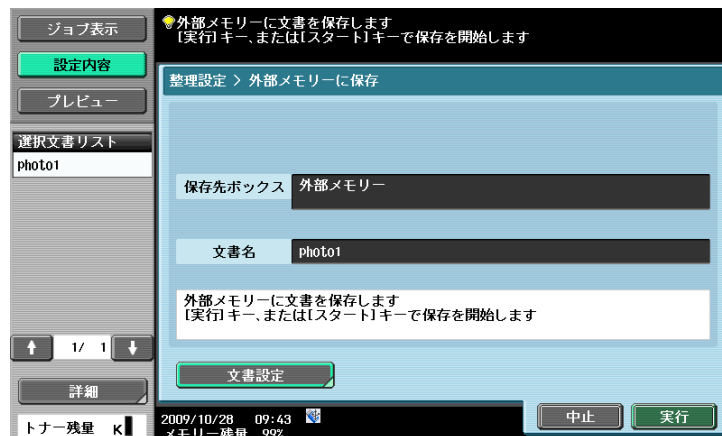 ジョブ表示
設定内容
プレビュー
選択文書リスト
photo1
1/ 1
詳細
トナー残量 K
外部メモリーに文書を保存します
[実行]キー、または[スタート]キーで保存を開始します
整理設定 > 外部メモリーに保存
保存先ボックス 外部メモリー
文書名 photo1
外部メモリーに文書を保存します
[実行]キー、または[スタート]キーで保存を開始します
文書設定
2009/10/28 09:43
メモリー残量 99%
中止 実行